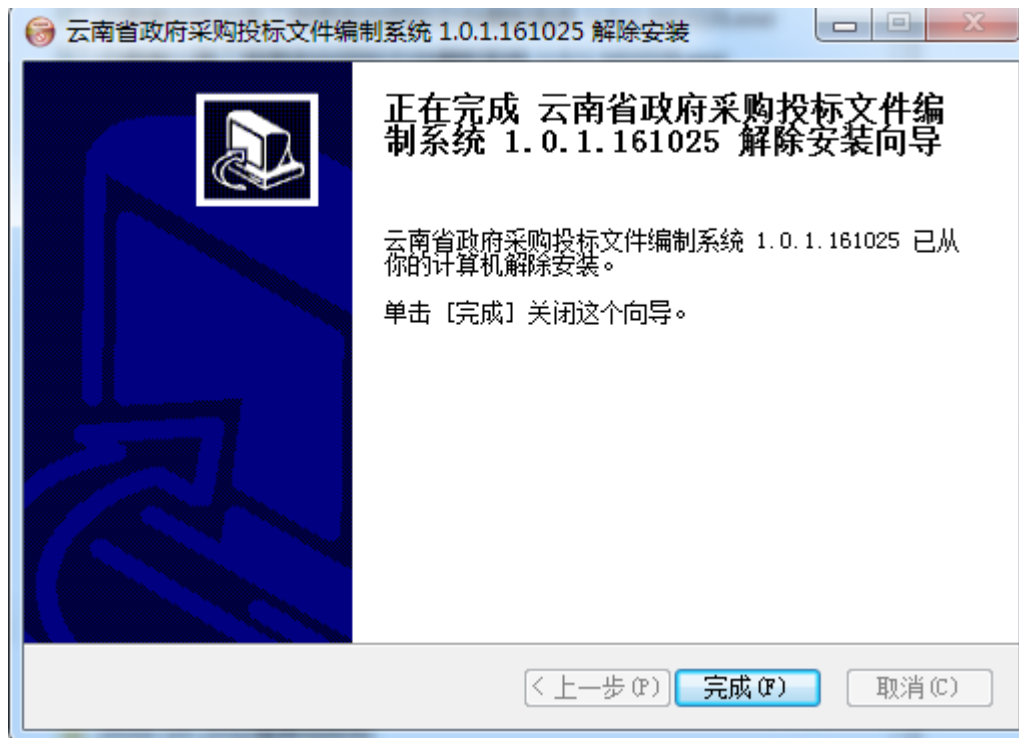 云南省政府采购投标文件编制系统 1.0.1.161025 解除安装
正在完成 云南省政府采购投标文件编
制系统 1.0.1.161025 解除安装向导
云南省政府采购投标文件编制系统 1.0.1.161025 已从
你的计算机解除安装。
单击 [完成] 关闭这个向导。
< 上一步(P) 完成(F) 取消(C)